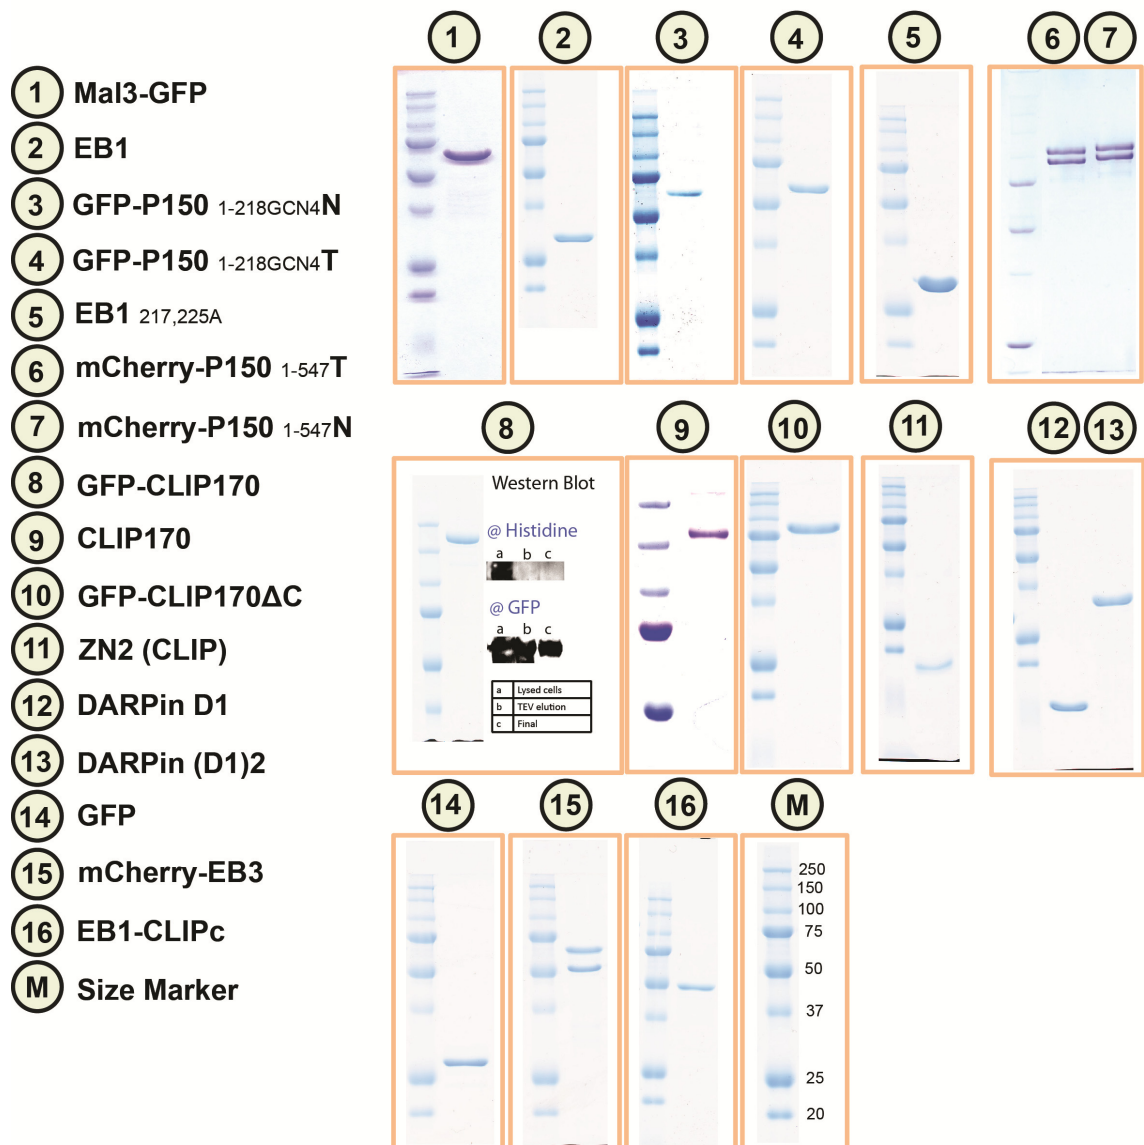 1 2 3 4 5 6 7
1 Mal3-GFP
2 EB1
3 GFP-P150 1-218GCN4N
4 GFP-P150 1-218GCN4T
5 EB1 217,225A
6 mCherry-P150 1-547T
7 mCherry-P150 1-547N
8 GFP-CLIP170
9 CLIP170
10 GFP-CLIP170ΔC
11 ZN2 (CLIP)
12 DARPin D1
13 DARPin (D1)2
14 GFP
15 mCherry-EB3
16 EB1-CLIPc
M Size Marker
8 9 10 11 12 13
Western Blot
@ Histidine
a b c
@ GFP
a b c
a Lysed cells
b TEV elution
c Final
14 15 16 M
250
150
100
75
50
37
25
20